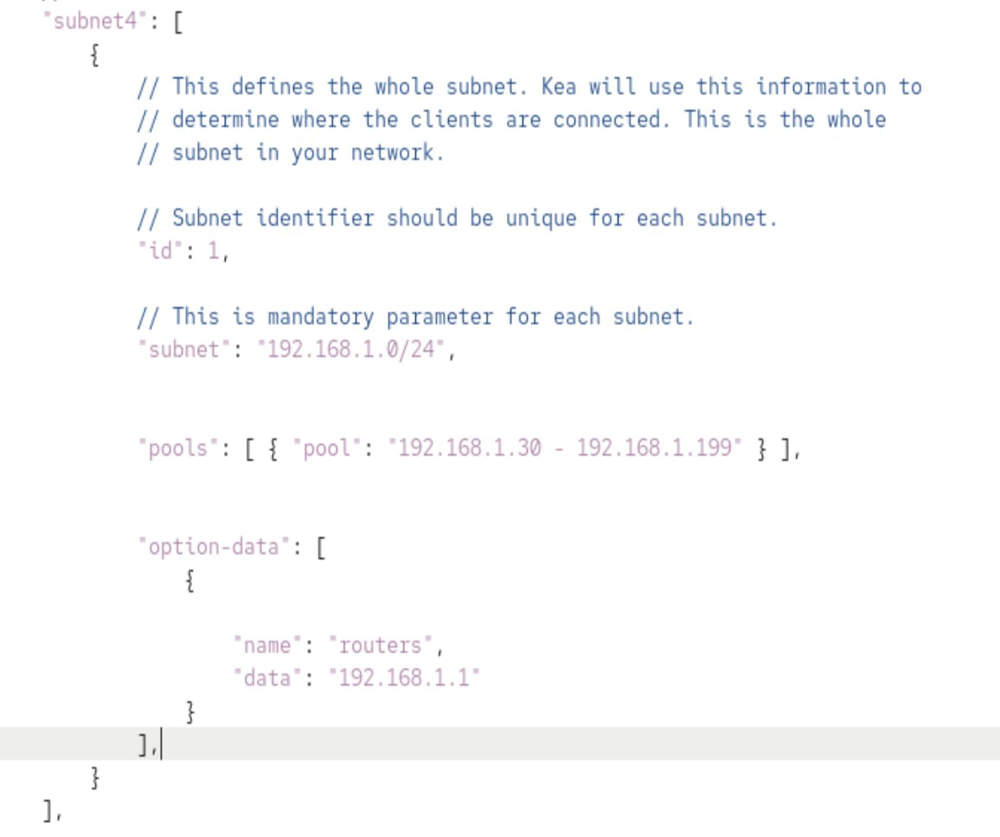 "subnet4": [
{
// This defines the whole subnet. Kea will use this information to
// determine where the clients are connected. This is the whole
// subnet in your network.
// Subnet identifier should be unique for each subnet.
"id": 1,
// This is mandatory parameter for each subnet.
"subnet": "192.168.1.0/24",
"pools": [ { "pool": "192.168.1.30 - 192.168.1.199" } ],
"option-data": [
{
"name": "routers",
"data": "192.168.1.1"
}
],
}
],